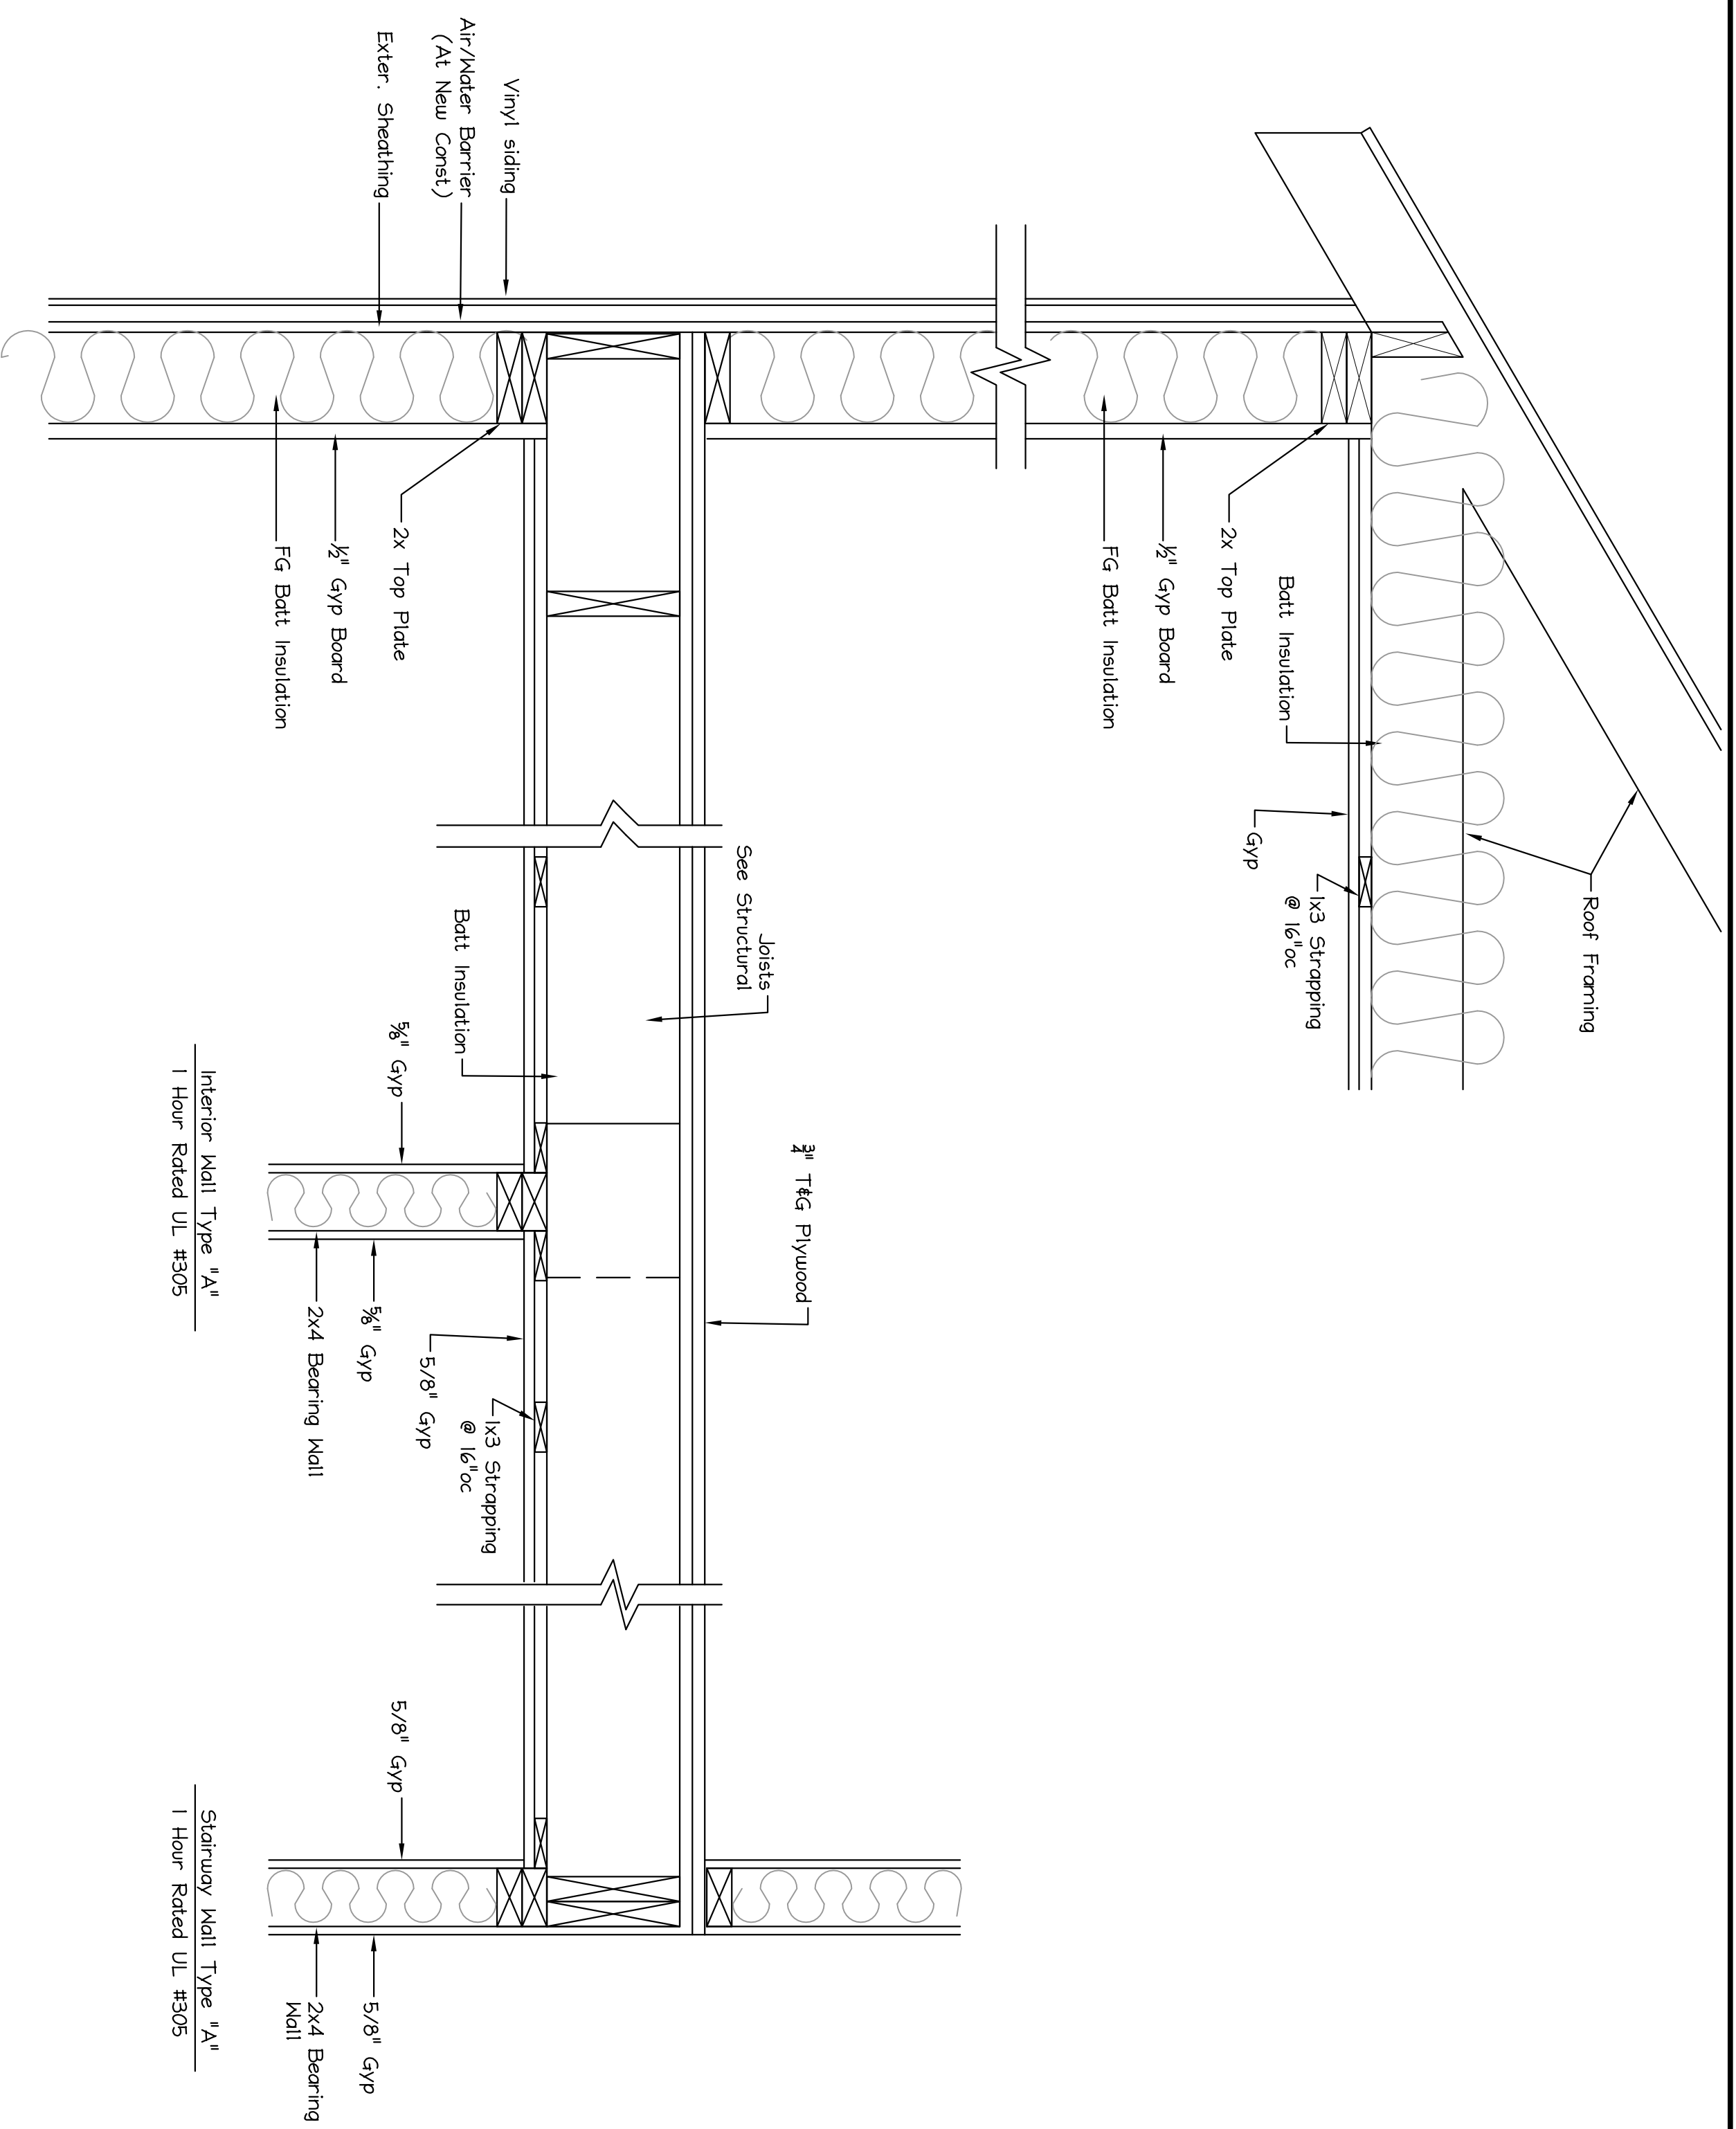 Roof Framing
1x3 Strapping
@ 16"oc
Gyp
Batt Insulation
2x Top Plate
½" Gyp Board
FG Batt Insulation
¾" T&G Plywood
Joists
See Structural
Vinyl siding
Air/Water Barrier
(At New Const.)
Exter. Sheathing
2x Top Plate
½" Gyp Board
FG Batt Insulation
Batt Insulation
1x3 Strapping
@ 16"oc
5/8" Gyp
⅝" Gyp
⅝" Gyp
2x4 Bearing Wall
5/8" Gyp
5/8" Gyp
2x4 Bearing
Wall
Interior Wall Type "A"
1 Hour Rated UL #305
Stairway Wall Type "A"
1 Hour Rated UL #305